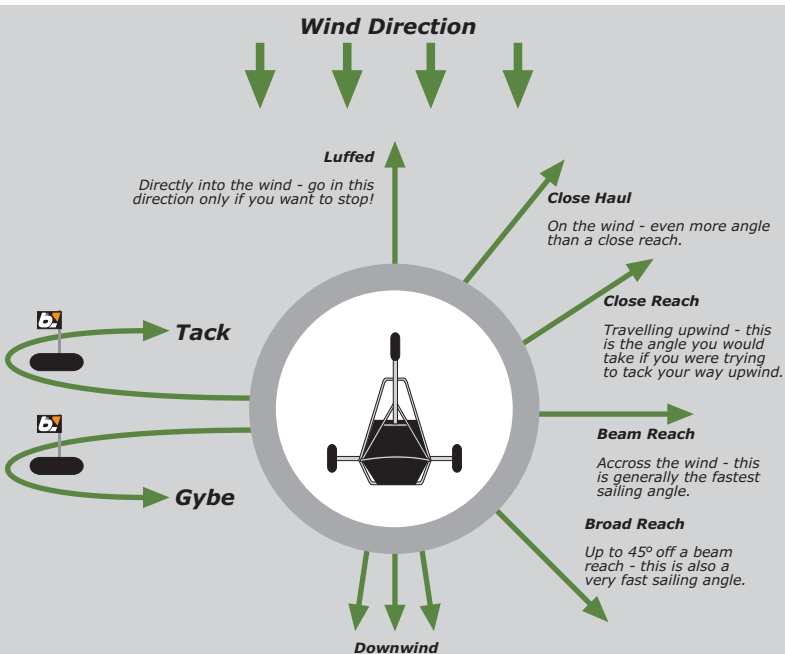 Wind Direction
Luffed
Directly into the wind - go in this
direction only if you want to stop!
Close Haul
On the wind - even more angle
than a close reach.
Close Reach
Travelling upwind - this
is the angle you would
take if you were trying
to tack your way upwind.
b.
Tack
b.
Gybe
Beam Reach
Accross the wind - this
is generally the fastest
sailing angle.
Broad Reach
Up to 45º off a beam
reach - this is also a
very fast sailing angle.
Downwind